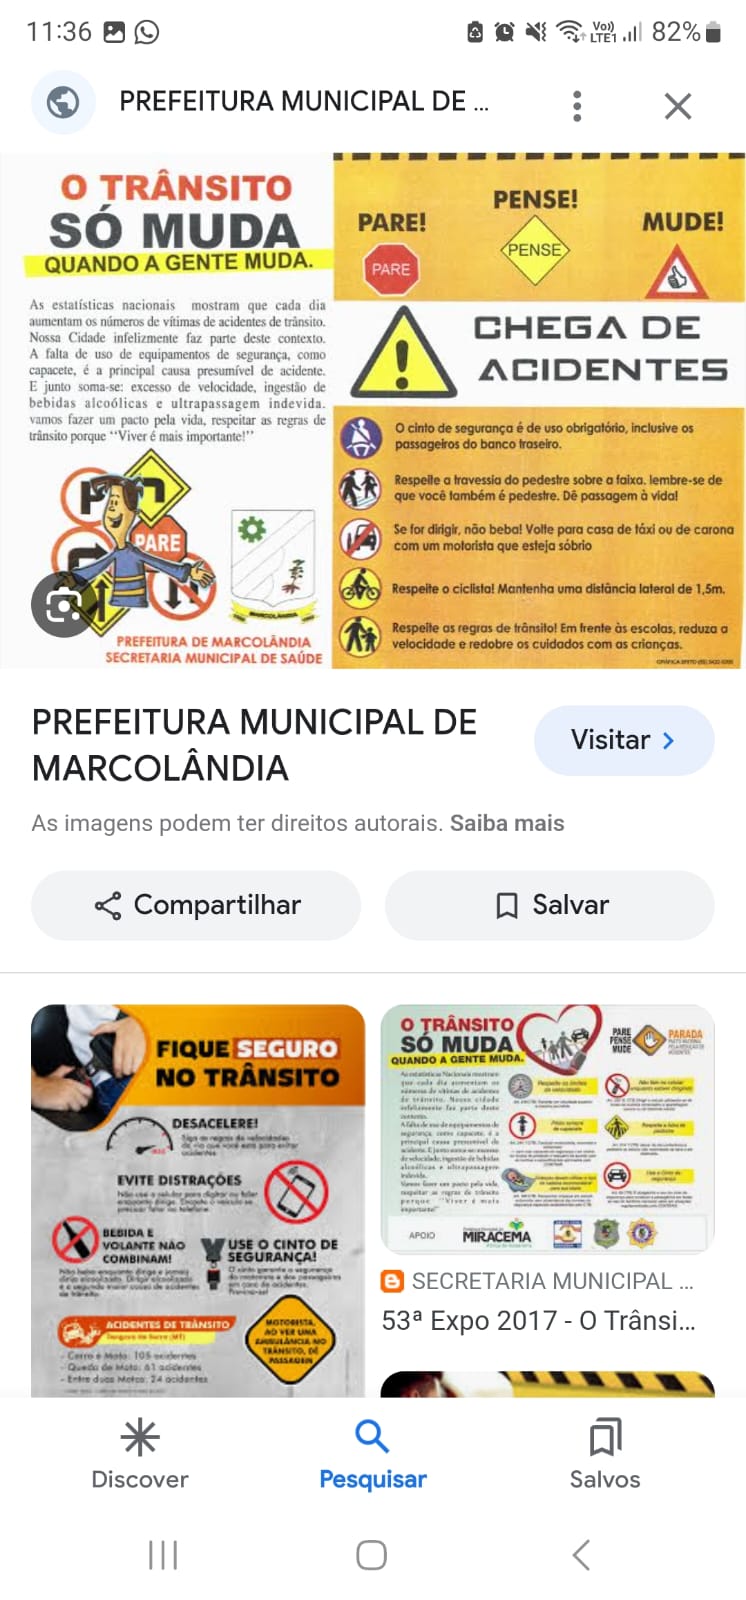 11:36
Vo))
LTE1
82%
PREFEITURA MUNICIPAL DE ...
O TRÂNSITO
SÓ MUDA
QUANDO A GENTE MUDA.
As estatísticas nacionais mostram que cada dia
aumentam os números de vítimas de acidentes de trânsito.
Nossa Cidade infelizmente faz parte deste contexto.
A falta de uso de equipamentos de segurança, como
capacete, é a principal causa presumível de acidente.
E junto soma-se: excesso de velocidade, ingestão de
bebidas alcoólicas e ultrapassagem indevida.
vamos fazer um pacto pela vida, respeitar as regras de
trânsito porque "Viver é mais importante!"
PARE
MARCOLÂNDIA
PREFEITURA DE MARCOLÂNDIA
SECRETARIA MUNICIPAL DE SAÚDE
PARE!
PENSE!
MUDE!
PARE
PENSE
CHEGA DE
ACIDENTES
O cinto de segurança é de uso obrigatório, inclusive os
passageiros do banco traseiro.
Respeite a travessia do pedestre sobre a faixa. lembre-se de
que você também é pedestre. Dê passagem à vida!
Se for dirigir, não beba! Volte para casa de táxi ou de carona
com um motorista que esteja sóbrio
Respeite o ciclista! Mantenha uma distância lateral de 1,5m.
Respeite as regras de trânsito! Em frente às escolas, reduza a
velocidade e redobre os cuidados com as crianças.
PREFEITURA MUNICIPAL DE
MARCOLÂNDIA
Visitar
As imagens podem ter direitos autorais. Saiba mais
Compartilhar
Salvar
FIQUE SEGURO
NO TRÂNSITO
DESACELERE!
EVITE DISTRAÇÕES
BEBIDA E
VOLANTE NÃO
COMBINAM!
USE O CINTO DE
SEGURANÇA!
ACIDENTES DE TRÂNSITO
- Carro e Moto: 105 acidentes
- Queda de Moto: 61 acidentes
- Entre duas Motos: 24 acidentes
MOTORISTA,
AO VER UMA
AMBULÂNCIA NO
TRÂNSITO, DÊ
PASSAGEM
O TRÂNSITO
SÓ MUDA
QUANDO A GENTE MUDA.
PARE
PENSE
MUDE
PARADA
APOIO
MIRACEMA
SECRETARIA MUNICIPAL ...
53ª Expo 2017 - O Trânsi...
Discover
Pesquisar
Salvos